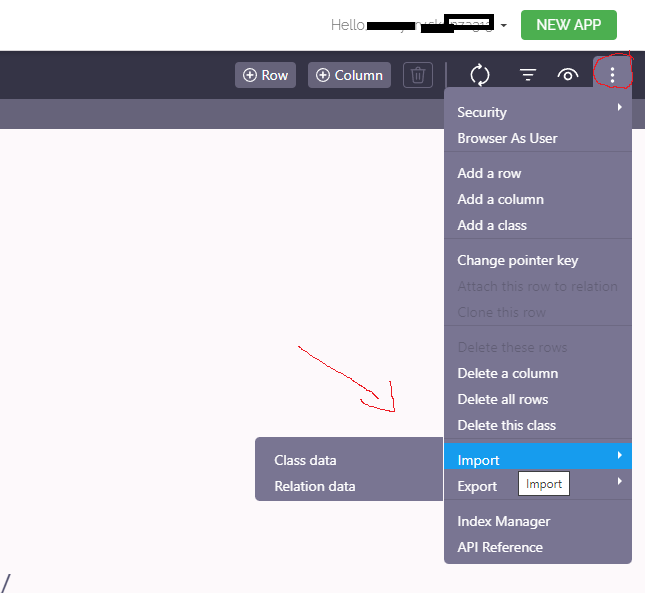 Hello
NEW APP
Row
Column
Security
Browser As User
Add a row
Add a column
Add a class
Change pointer key
Attach this row to relation
Clone this row
Delete these rows
Delete a column
Delete all rows
Delete this class
Class data
Import
Relation data
Export
Import
Index Manager
API Reference
/